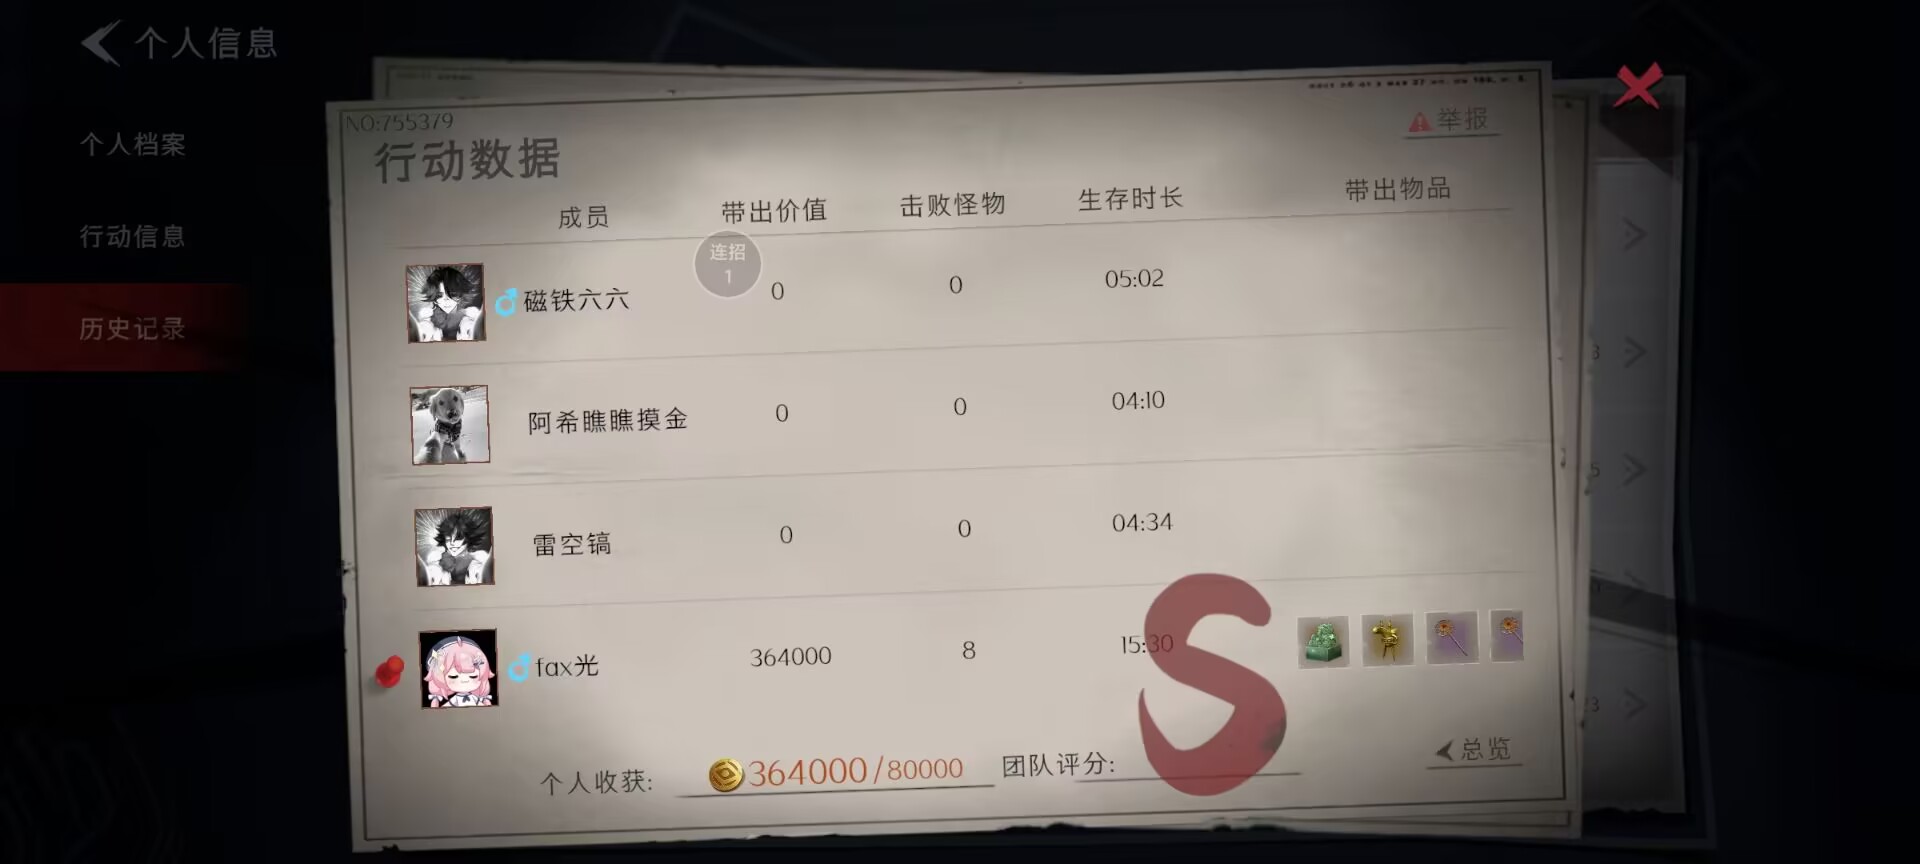 个人信息
个人档案
行动信息
历史记录
NO:755379
行动数据
举报
成员 带出价值 击败怪物 生存时长 带出物品
连招
1
磁铁六六 0 0 05:02
阿希瞧瞧摸金 0 0 04:10
雷空镐 0 0 04:34
fax光 364000 8 15:30
个人收获: 364000/80000 团队评分: S
总览